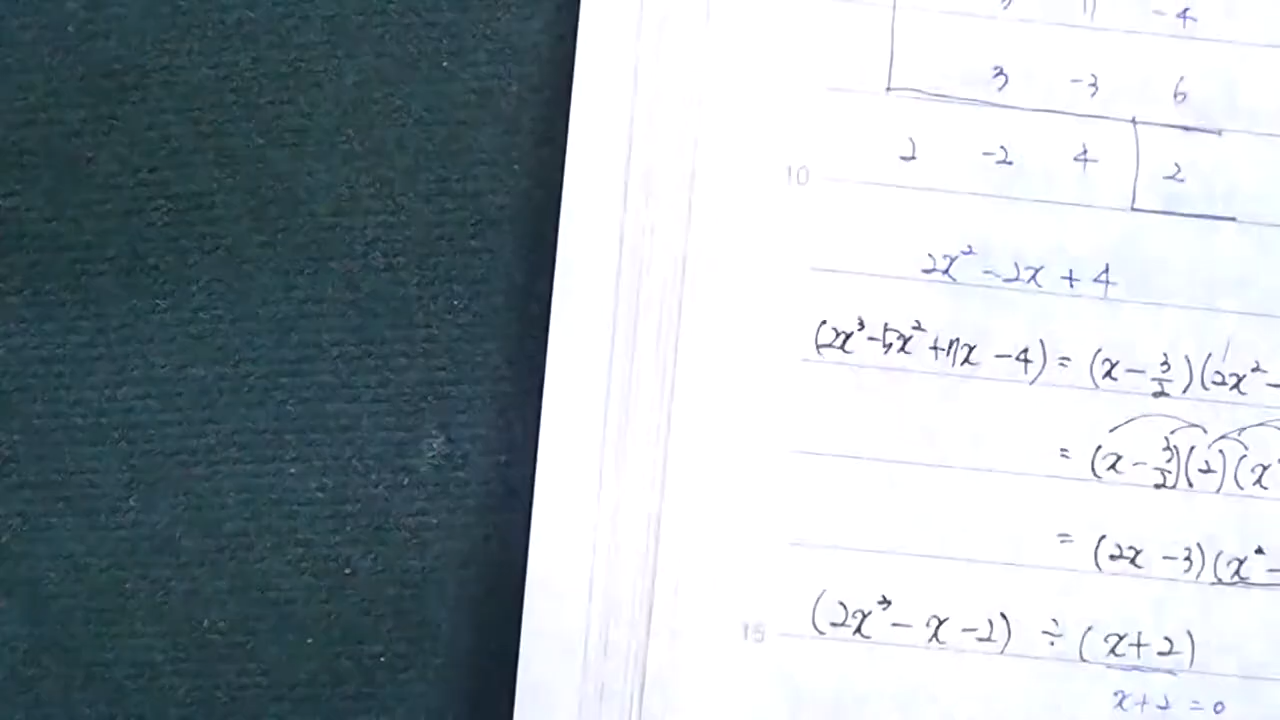 -4
3 -3 6
2 -2 4 2
10
2x² - 2x + 4
(2x³ - 5x² + 7x - 4) = (x - 3/2)(2x² -
= (x - 3/2)(2)(x²
= (2x - 3)(x² -
15 (2x³ - x - 2) ÷ (x + 2)
x + 2 = 0